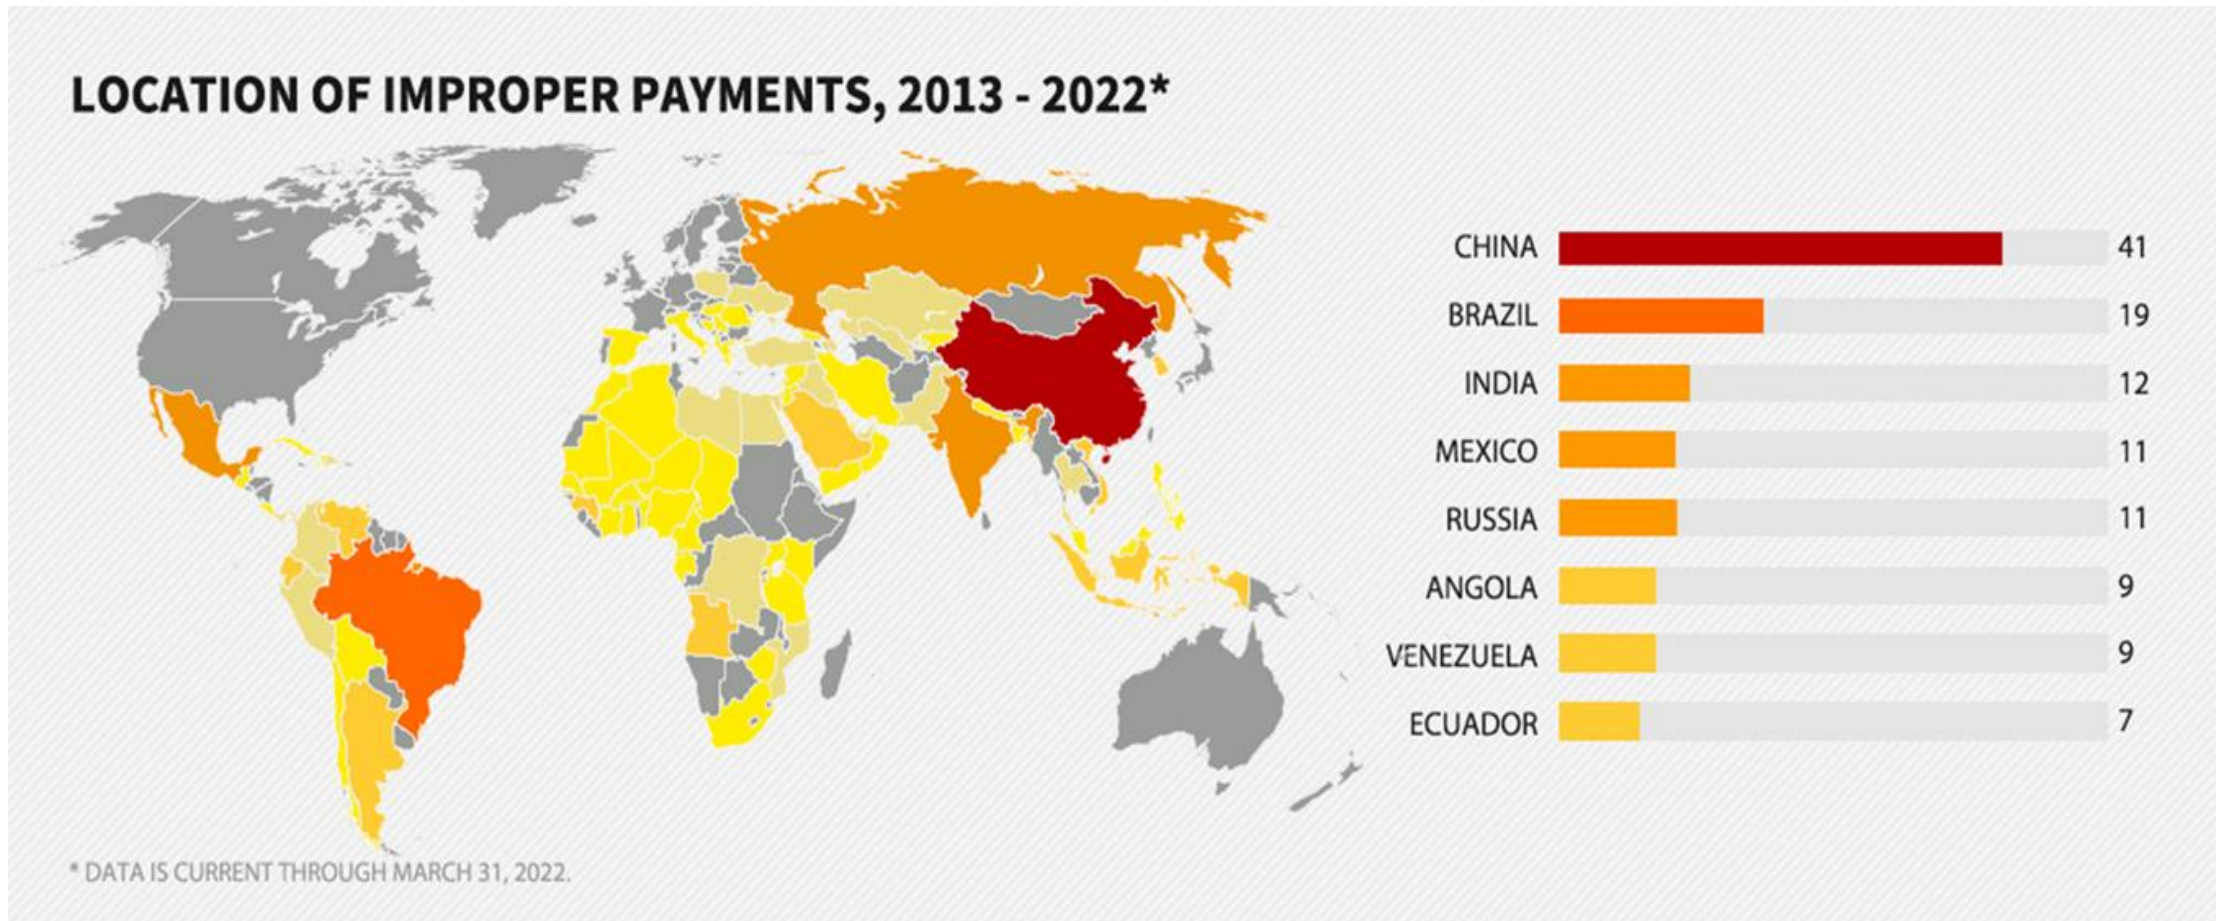 LOCATION OF IMPROPER PAYMENTS, 2013 - 2022*
CHINA 41
BRAZIL 19
INDIA 12
MEXICO 11
RUSSIA 11
ANGOLA 9
VENEZUELA 9
ECUADOR 7
* DATA IS CURRENT THROUGH MARCH 31, 2022.